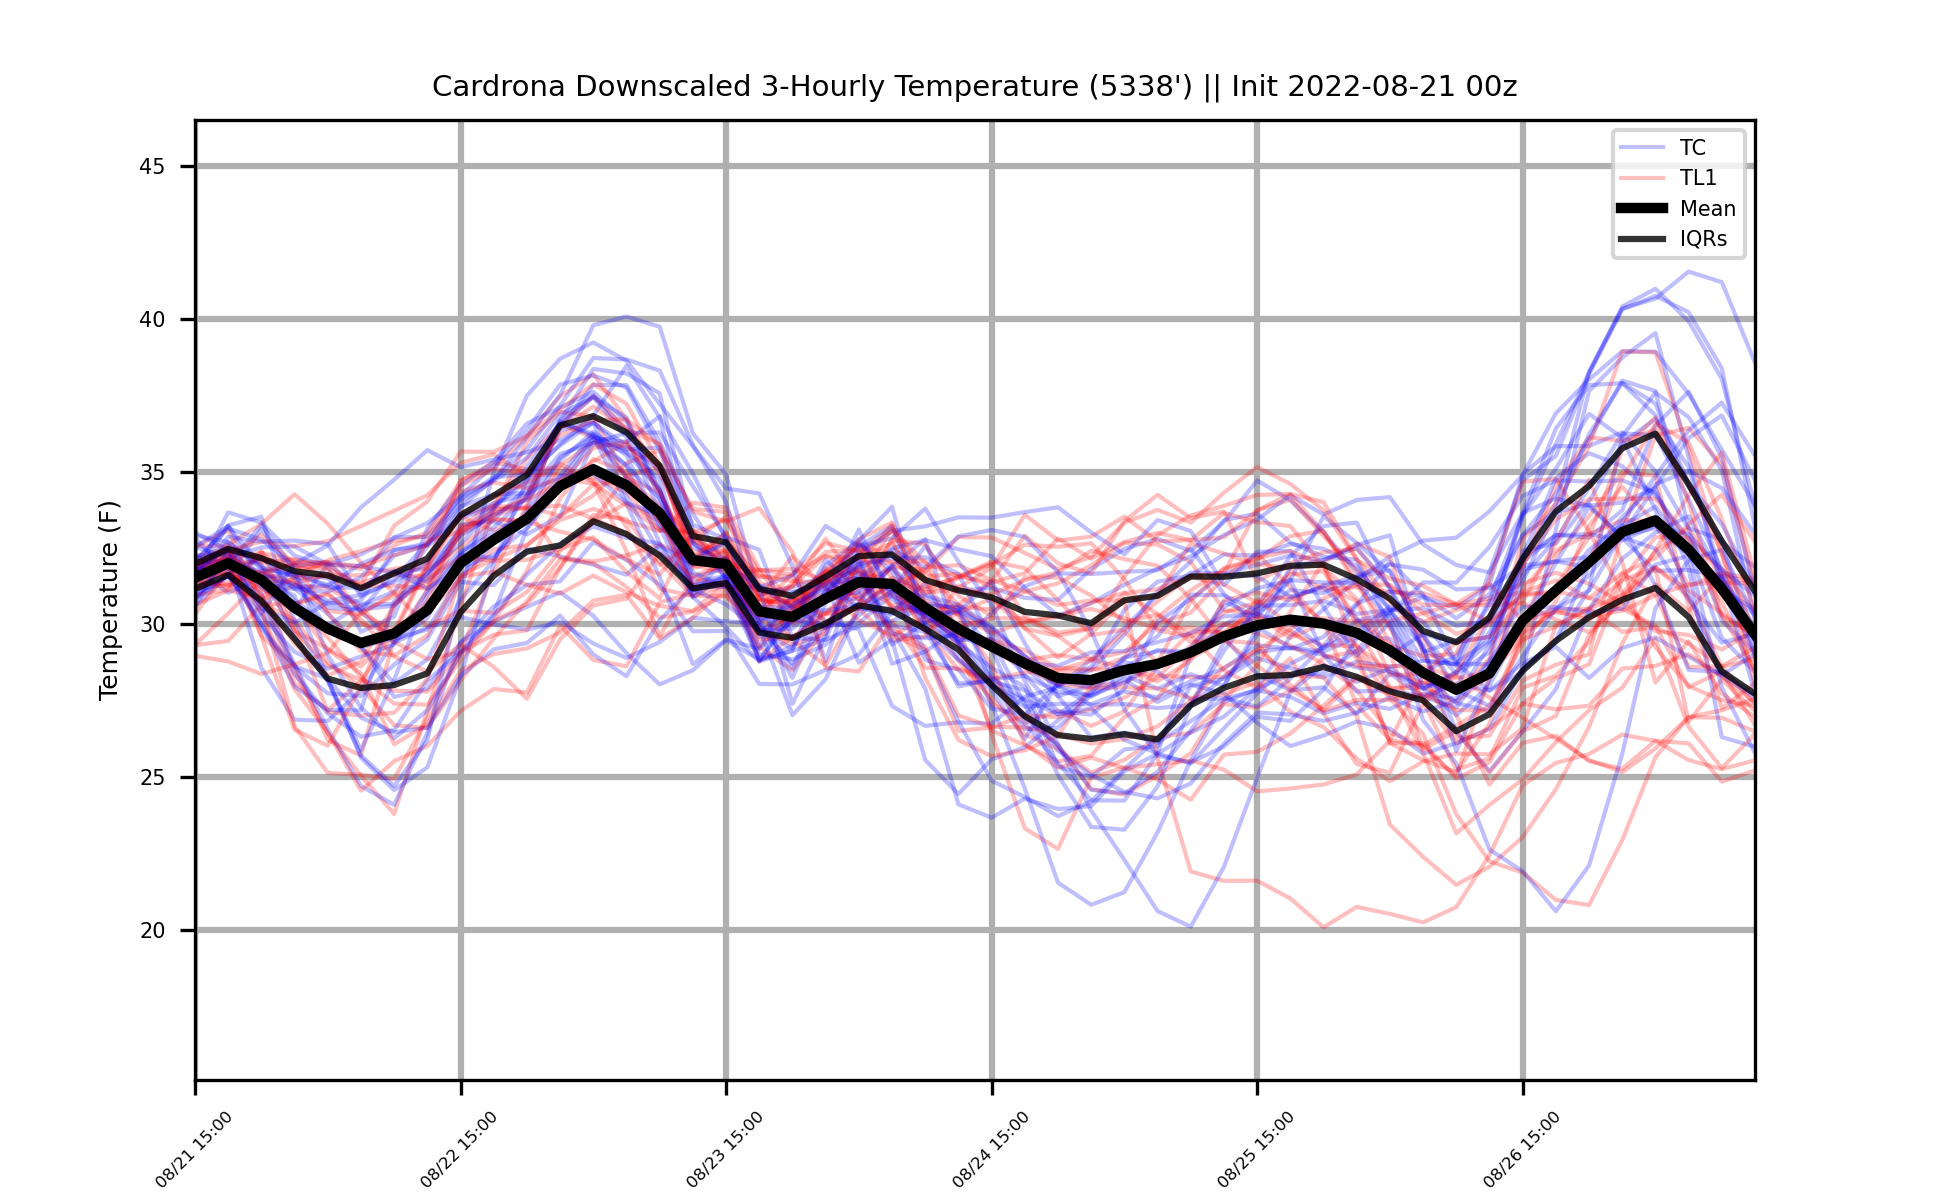 Cardrona Downscaled 3-Hourly Temperature (5338') || Init 2022-08-21 00z
TC
TL1
Mean
IQRs
Temperature (F)
45
40
35
30
25
20
08/21 15:00
08/22 15:00
08/23 15:00
08/24 15:00
08/25 15:00
08/26 15:00